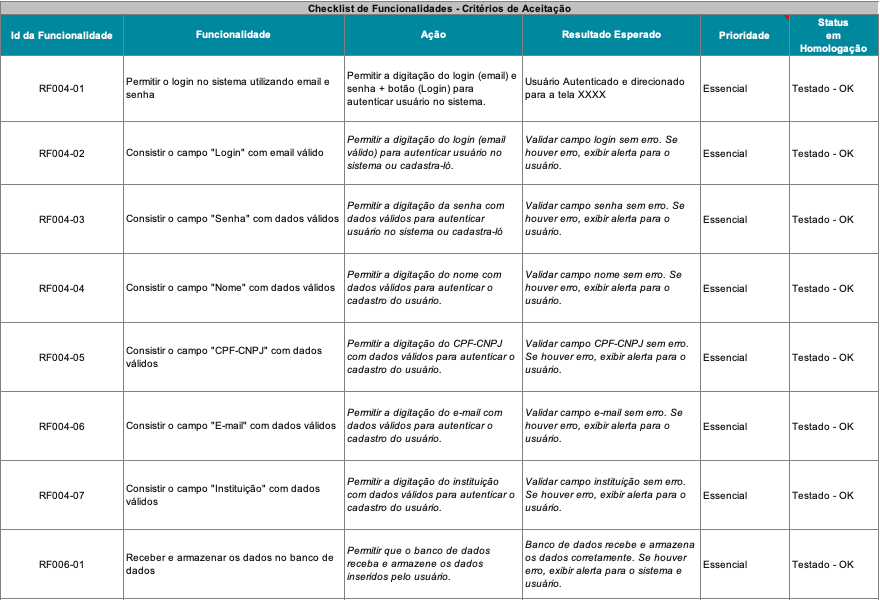 Checklist de Funcionalidades - Critérios de Aceitação
Id da Funcionalidade
Funcionalidade
Ação
Resultado Esperado
Prioridade
Status
em
Homologação
RF004-01
Permitir o login no sistema utilizando email e
senha
Permitir a digitação do login (email) e
senha + botão (Login) para
autenticar usuário no sistema.
Usuário Autenticado e direcionado
para a tela XXXX
Essencial
Testado - OK
RF004-02
Consistir o campo "Login" com email válido
Permitir a digitação do login (email
válido) para autenticar usuário no
sistema ou cadastra-ló.
Validar campo login sem erro. Se
houver erro, exibir alerta para o
usuário.
Essencial
Testado - OK
RF004-03
Consistir o campo "Senha" com dados válidos
Permitir a digitação da senha com
dados válidos para autenticar
usuário no sistema ou cadastra-ló
Validar campo senha sem erro. Se
houver erro, exibir alerta para o
usuário.
Essencial
Testado - OK
RF004-04
Consistir o campo "Nome" com dados válidos
Permitir a digitação do nome com
dados válidos para autenticar o
cadastro do usuário.
Validar campo nome sem erro. Se
houver erro, exibir alerta para o
usuário.
Essencial
Testado - OK
RF004-05
Consistir o campo "CPF-CNPJ" com dados
válidos
Permitir a digitação do CPF-CNPJ
com dados válidos para autenticar o
cadastro do usuário.
Validar campo CPF-CNPJ sem erro.
Se houver erro, exibir alerta para o
usuário.
Essencial
Testado - OK
RF004-06
Consistir o campo "E-mail" com dados válidos
Permitir a digitação do e-mail com
dados válidos para autenticar o
cadastro do usuário.
Validar campo e-mail sem erro. Se
houver erro, exibir alerta para o
usuário.
Essencial
Testado - OK
RF004-07
Consistir o campo "Instituição" com dados
válidos
Permitir a digitação do instituição
com dados válidos para autenticar o
cadastro do usuário.
Validar campo instituição sem erro.
Se houver erro, exibir alerta para o
usuário.
Essencial
Testado - OK
RF006-01
Receber e armazenar os dados no banco de
dados
Permitir que o banco de dados
receba e armazene os dados
inseridos pelo usuário.
Banco de dados recebe e armazena
os dados corretamente. Se houver
erro, exibir alerta para o sistema e
usuário.
Essencial
Testado - OK